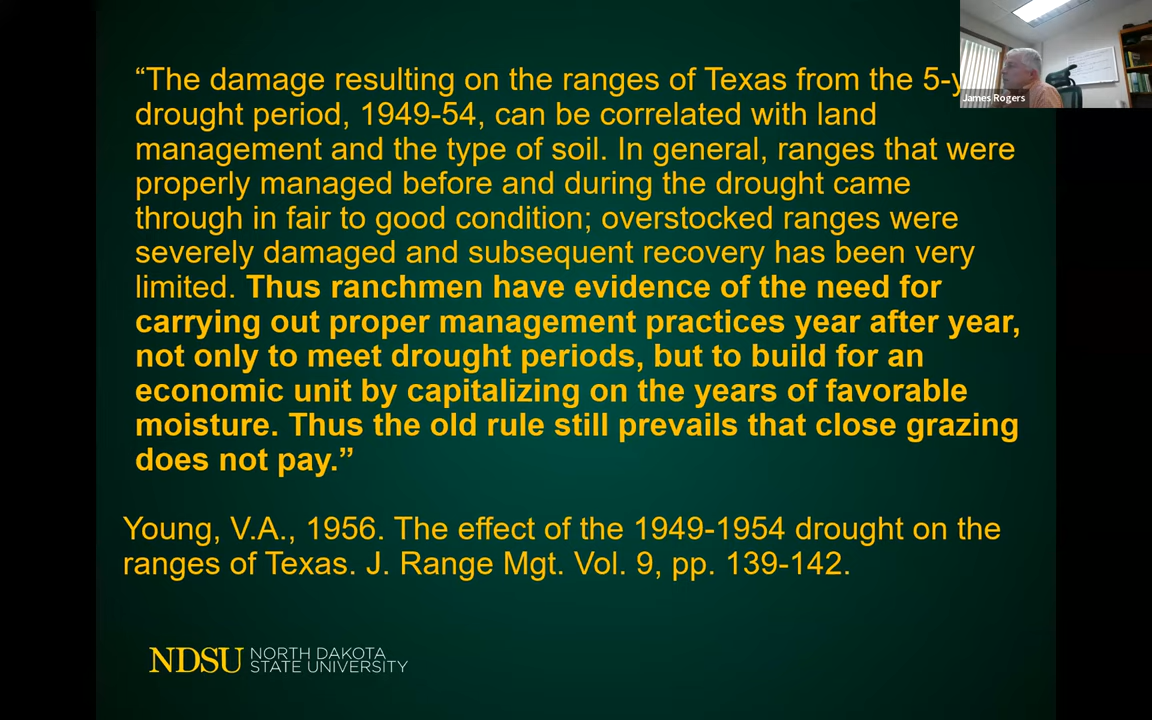 “The damage resulting on the ranges of Texas from the
drought period, 1949-54, can be correlated with land
management and the type of soil. In general, ranges that were
properly managed before and during the drought came
through in fair to good condition; overstocked ranges were
severely damaged and subsequent recovery has been very
limited. Thus ranchmen have evidence of the need for
carrying out proper management practices year after year,
not only to meet drought periods, but to build for an
economic unit by capitalizing on the years of favorable
moisture. Thus the old rule still prevails that close grazing
does not pay.”
Young, V.A., 1956. The effect of the 1949-1954 drought on the
ranges of Texas. J. Range Mgt. Vol. 9, pp. 139-142.
NDSU NORTH DAKOTA
STATE UNIVERSITY
James Rogers